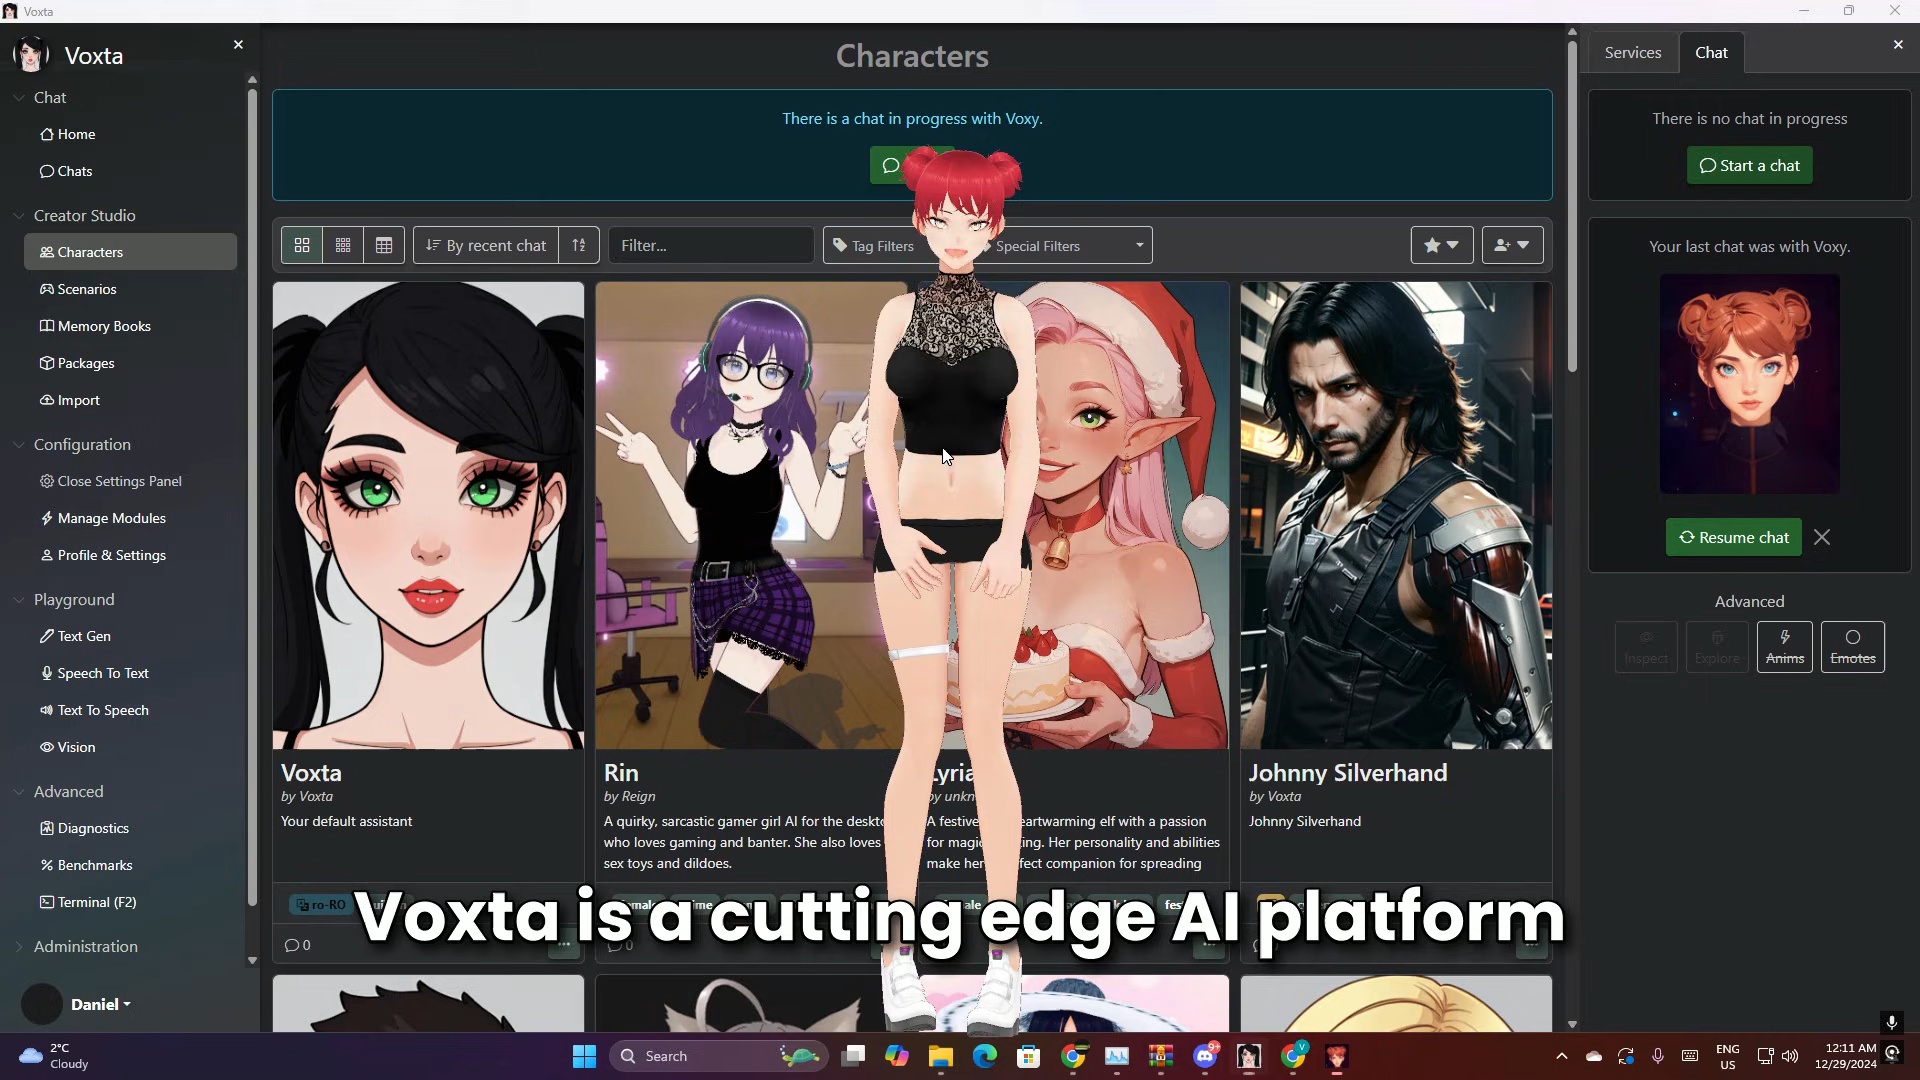 Voxta
Voxta
Chat
Home
Chats
Creator Studio
Characters
Scenarios
Memory Books
Packages
Import
Configuration
Close Settings Panel
Manage Modules
Profile & Settings
Playground
Text Gen
Speech To Text
Text To Speech
Vision
Advanced
Diagnostics
Benchmarks
Terminal (F2)
Administration
Daniel
Characters
There is a chat in progress with Voxy.
By recent chat
Filter...
Tag Filters
Special Filters
Voxta
by Voxta
Your default assistant
ro-RO
0
Rin
by Reign
A quirky, sarcastic gamer girl AI for the
who loves gaming and banter. She also loves
sex toys and dildoes.
0
by
A festive
for magic
make her
with a passion
Her personality and abilities
companion for spreading
Johnny Silverhand
by Voxta
Johnny Silverhand
Voxta is a cutting edge AI platform
Services
Chat
There is no chat in progress
Start a chat
Your last chat was with Voxy.
Resume chat
Advanced
Inspect
Explore
Anims
Emotes
2°C
Cloudy
Search
9+
V
ENG
US
12:11 AM
12/29/2024